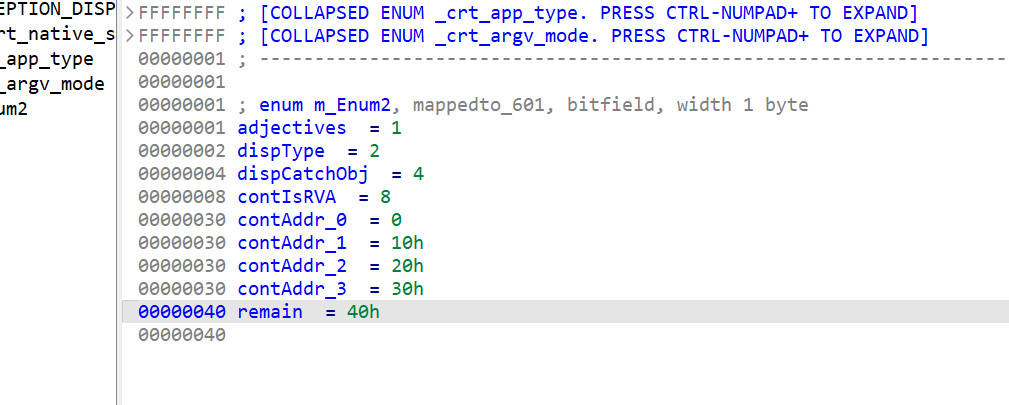 EPTION_DISP
rt_native_s
_app_type
_argv_mode
um2
FFFFFFFF ; [COLLAPSED ENUM _crt_app_type. PRESS CTRL-NUMPAD+ TO EXPAND]
FFFFFFFF ; [COLLAPSED ENUM _crt_argv_mode. PRESS CTRL-NUMPAD+ TO EXPAND]
00000001 ; --------------------------------------------------------------------
00000001
00000001 ; enum m_Enum2, mappedto_601, bitfield, width 1 byte
00000001 adjectives  = 1
00000002 dispType  = 2
00000004 dispCatchObj  = 4
00000008 contIsRVA  = 8
00000030 contAddr_0  = 0
00000030 contAddr_1  = 10h
00000030 contAddr_2  = 20h
00000030 contAddr_3  = 30h
00000040 remain  = 40h
00000040